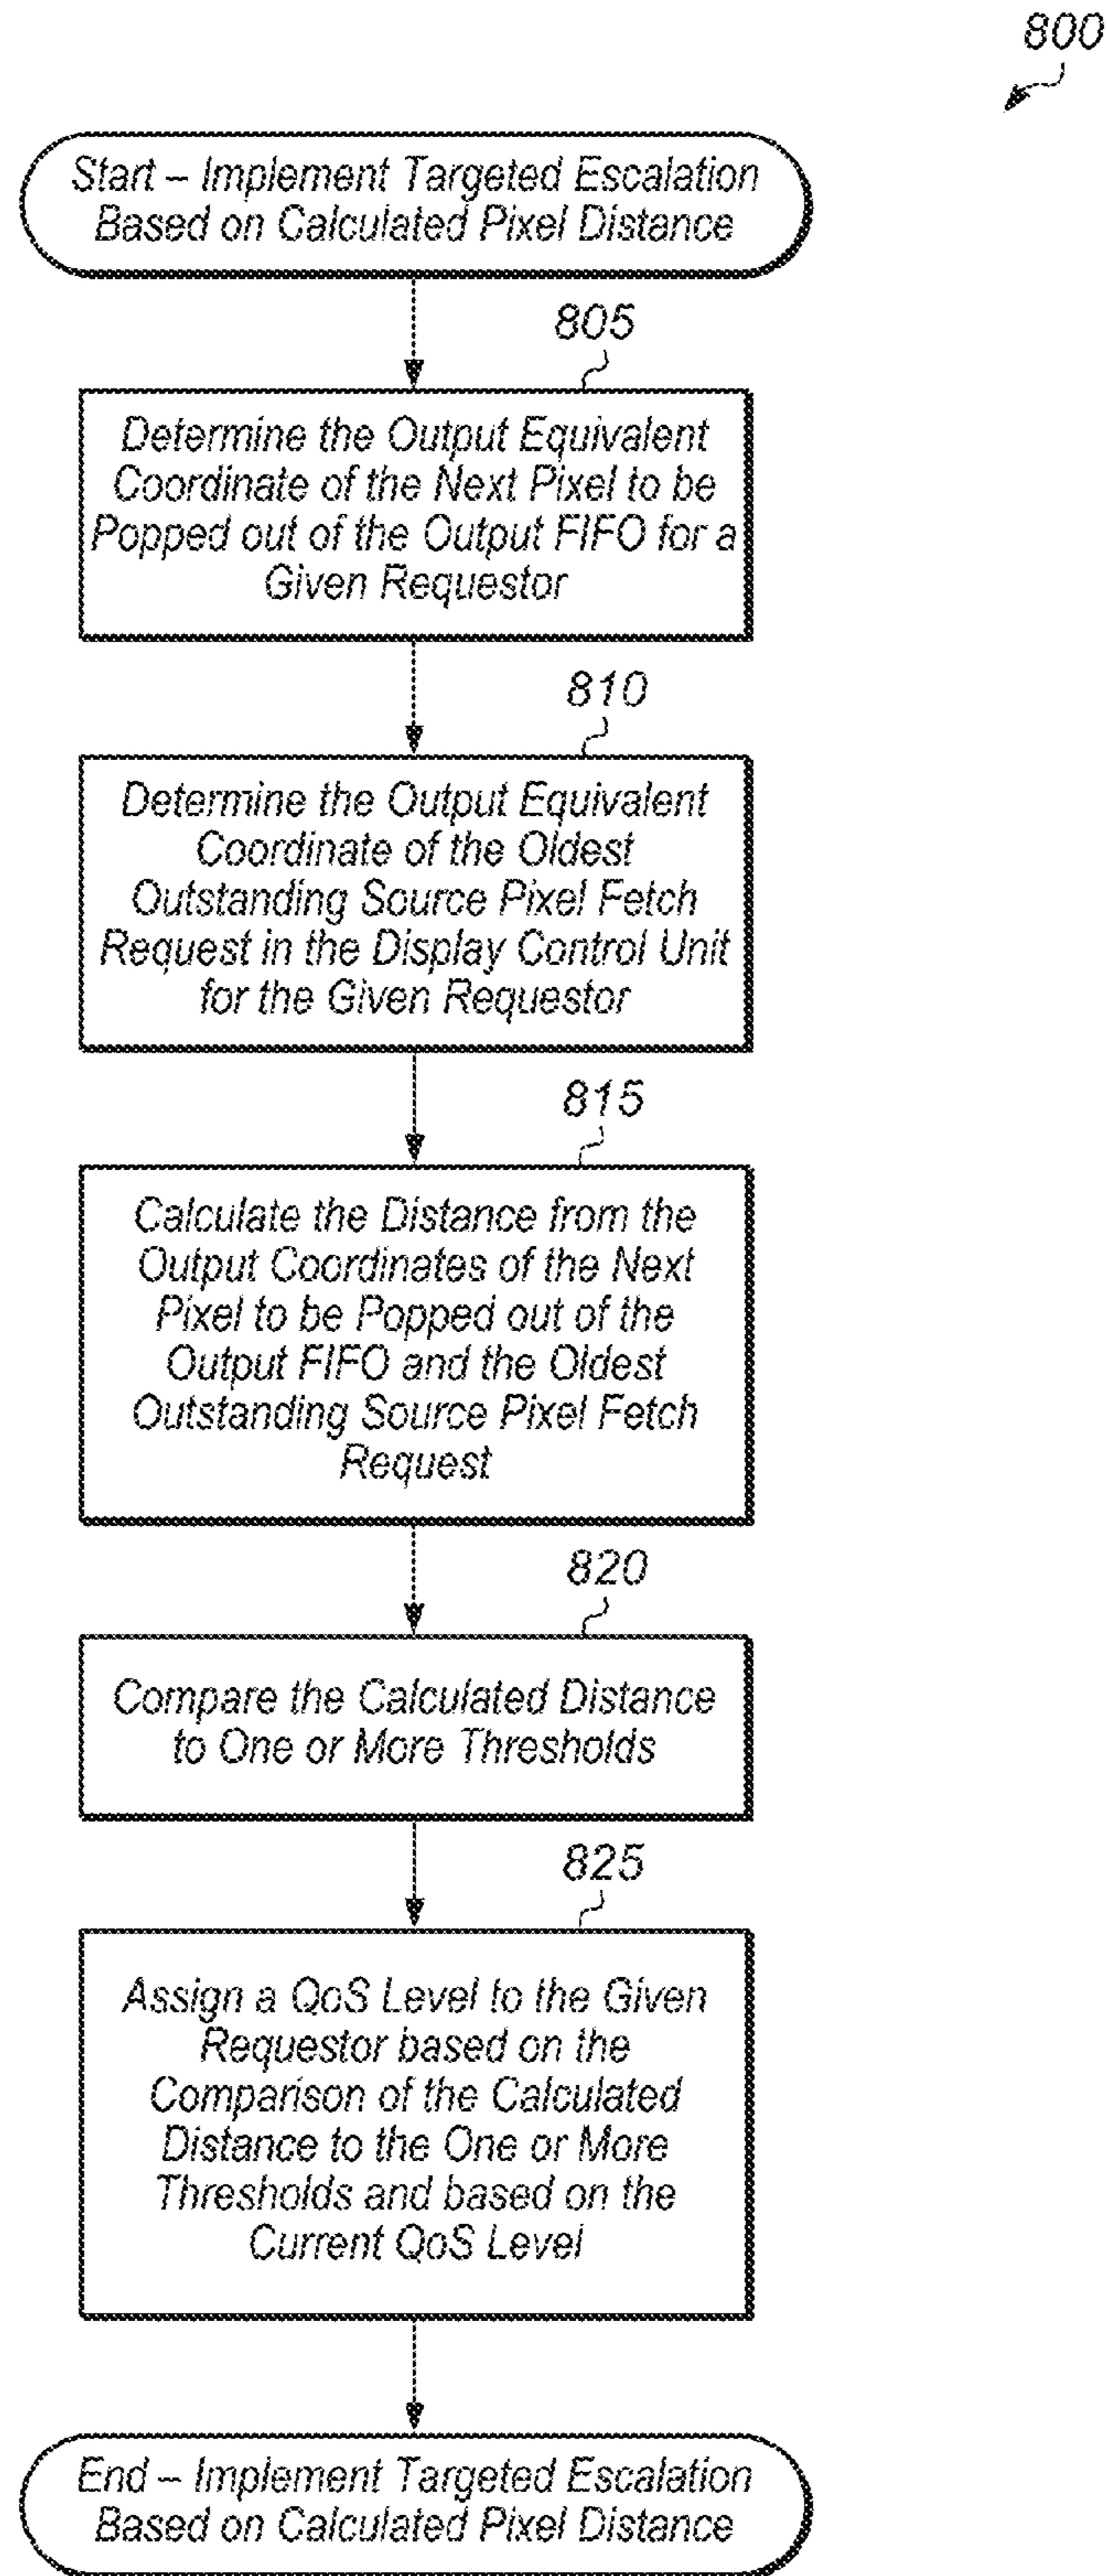 800
Start – Implement Targeted Escalation
Based on Calculated Pixel Distance
805
Determine the Output Equivalent
Coordinate of the Next Pixel to be
Popped out of the Output FIFO for a
Given Requestor
810
Determine the Output Equivalent
Coordinate of the Oldest
Outstanding Source Pixel Fetch
Request in the Display Control Unit
for the Given Requestor
815
Calculate the Distance from the
Output Coordinates of the Next
Pixel to be Popped out of the
Output FIFO and the Oldest
Outstanding Source Pixel Fetch
Request
820
Compare the Calculated Distance
to One or More Thresholds
825
Assign a QoS Level to the Given
Requestor based on the
Comparison of the Calculated
Distance to the One or More
Thresholds and based on the
Current QoS Level
End – Implement Targeted Escalation
Based on Calculated Pixel Distance